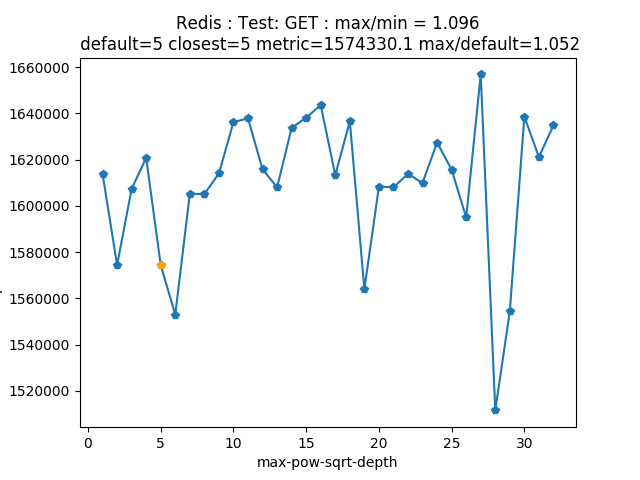 Redis : Test: GET : max/min = 1.096
default=5 closest=5 metric=1574330.1 max/default=1.052
1660000
1640000
1620000
1600000
1580000
1560000
1540000
1520000
0 5 10 15 20 25 30
max-pow-sqrt-depth